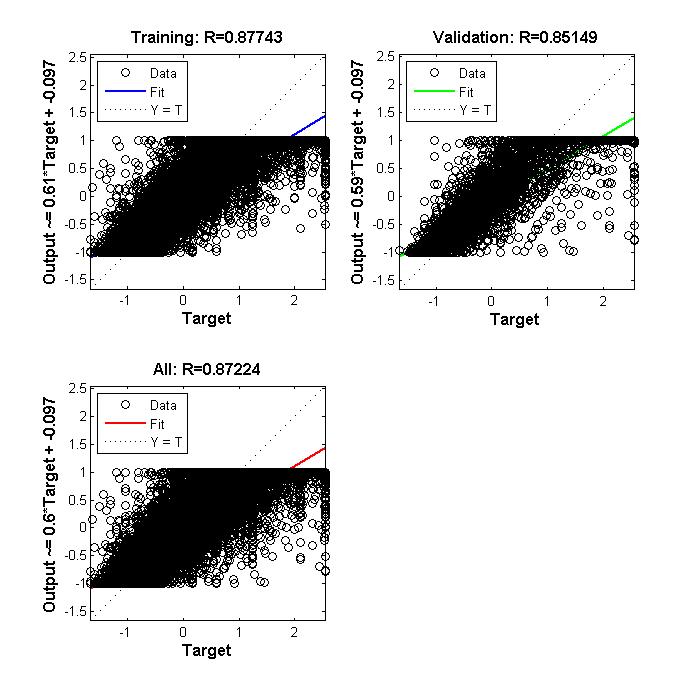 Training: R=0.87743
Output ~= 0.61*Target + -0.097
2.5
2
1.5
1
0.5
0
-0.5
-1
-1.5
Data
Fit
Y = T
-1
0
1
2
Target
Validation: R=0.85149
Output ~= 0.59*Target + -0.097
2.5
2
1.5
1
0.5
0
-0.5
-1
-1.5
Data
Fit
Y = T
-1
0
1
2
Target
All: R=0.87224
Output ~= 0.6*Target + -0.097
2.5
2
1.5
1
0.5
0
-0.5
-1
-1.5
Data
Fit
Y = T
-1
0
1
2
Target